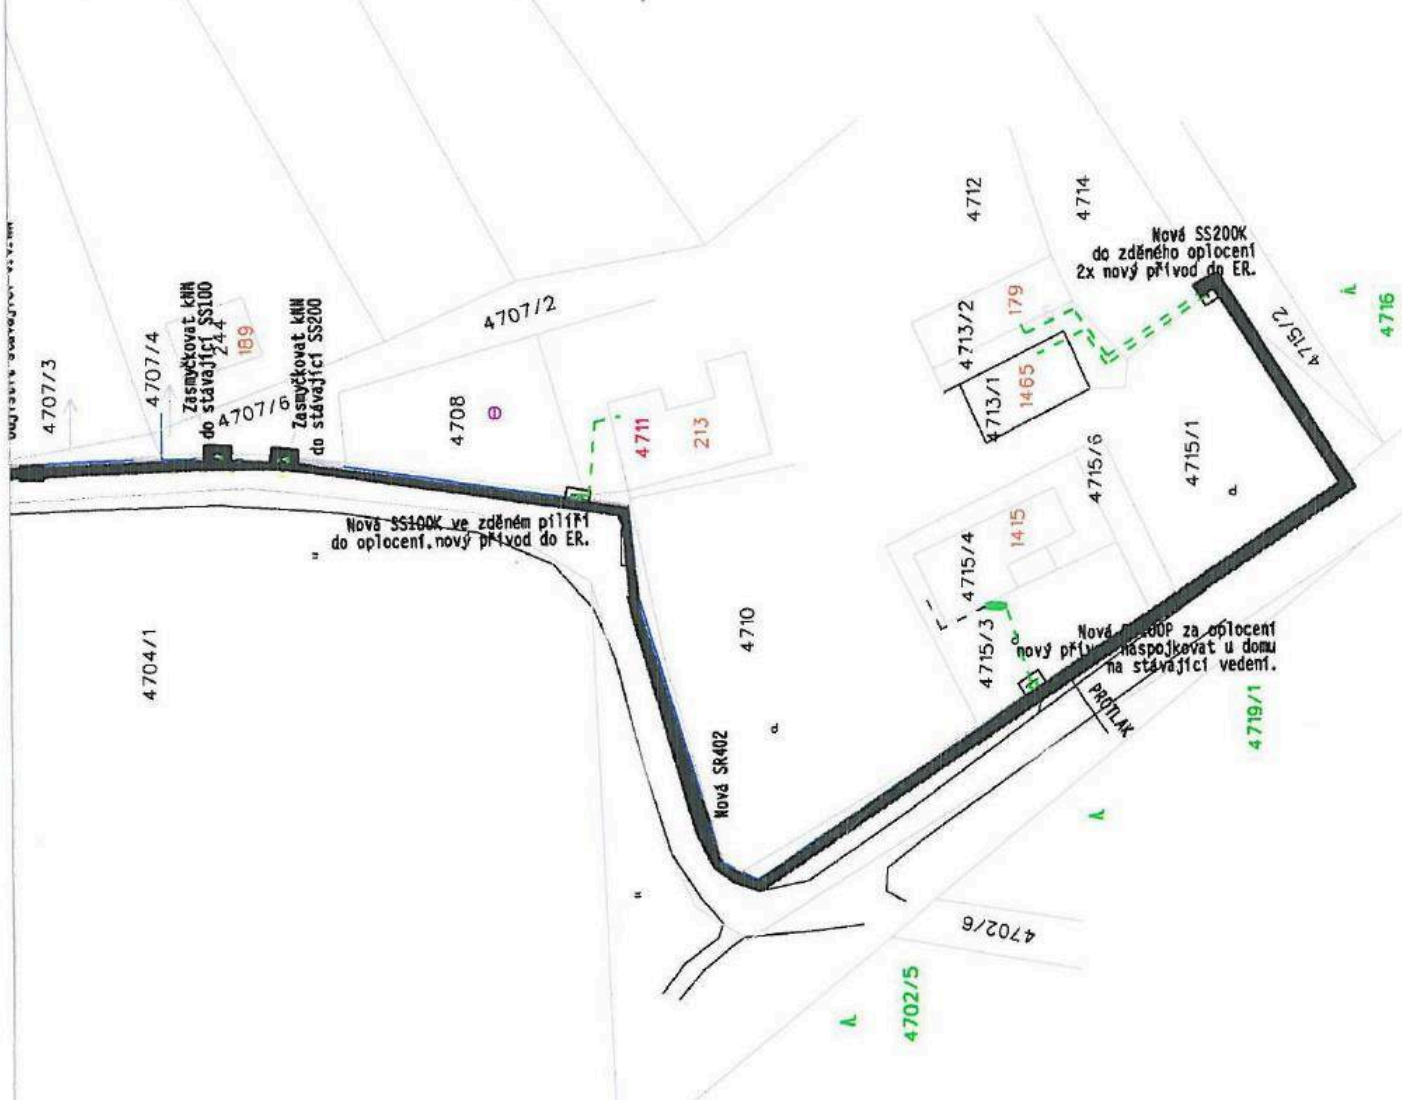 4707/3
4707/4
Zasmyčkovat kNN
do stávající SS100
244
189
4707/6
Zasmyčkovat kNN
do stávající SS200
4707/2
4708
4711
213
Nová SS100K ve zděném pilíři
do oplocení.nový přívod do ER.
4704/1
4710
Nová SR402
4712
4714
Nová SS200K
do zděného oplocení
2x nový přívod do ER.
4713/2
179
4713/1
1465
4715/2
4716
4715/6
4715/1
1415
4715/4
4715/3
Nová za oplocení
nový naspojkovat u domu
na stávající vedení.
PROTLAK
4719/1
4702/6
4702/5